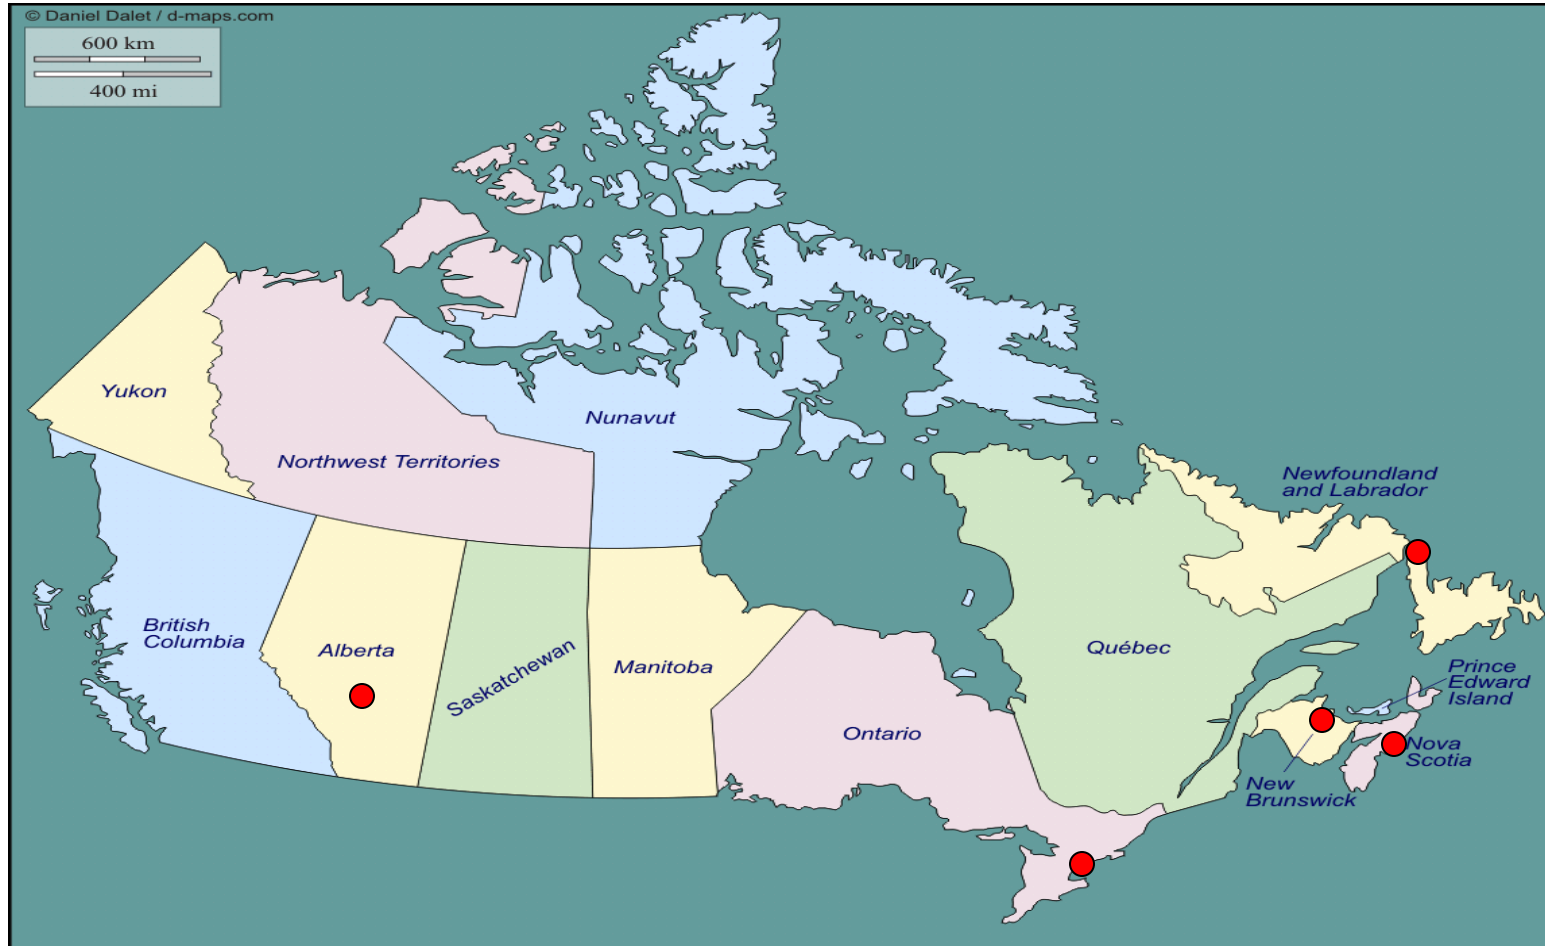 © Daniel Dalet / d-maps.com
600 km
400 mi
Yukon
Nunavut
Northwest Territories
Newfoundland
and Labrador
British
Columbia
Alberta
Saskatchewan
Manitoba
Québec
Prince
Edward
Island
Ontario
Nova
Scotia
New
Brunswick